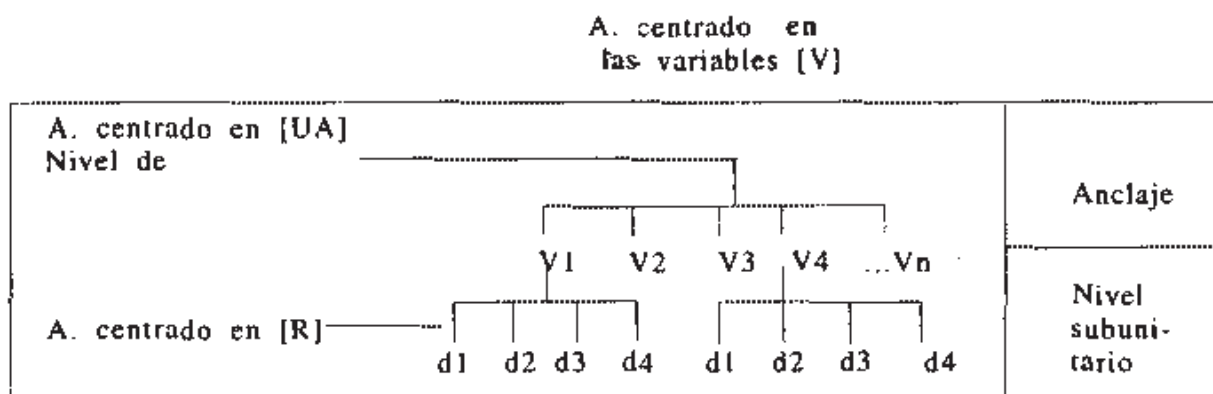 A. centrado en
las variables [V]
A. centrado en [UA]
Nivel de
Anclaje
V1 V2 V3 V4 ...Vn
Nivel
subuni-
tario
A. centrado en [R]
d1 d2 d3 d4 d1 d2 d3 d4